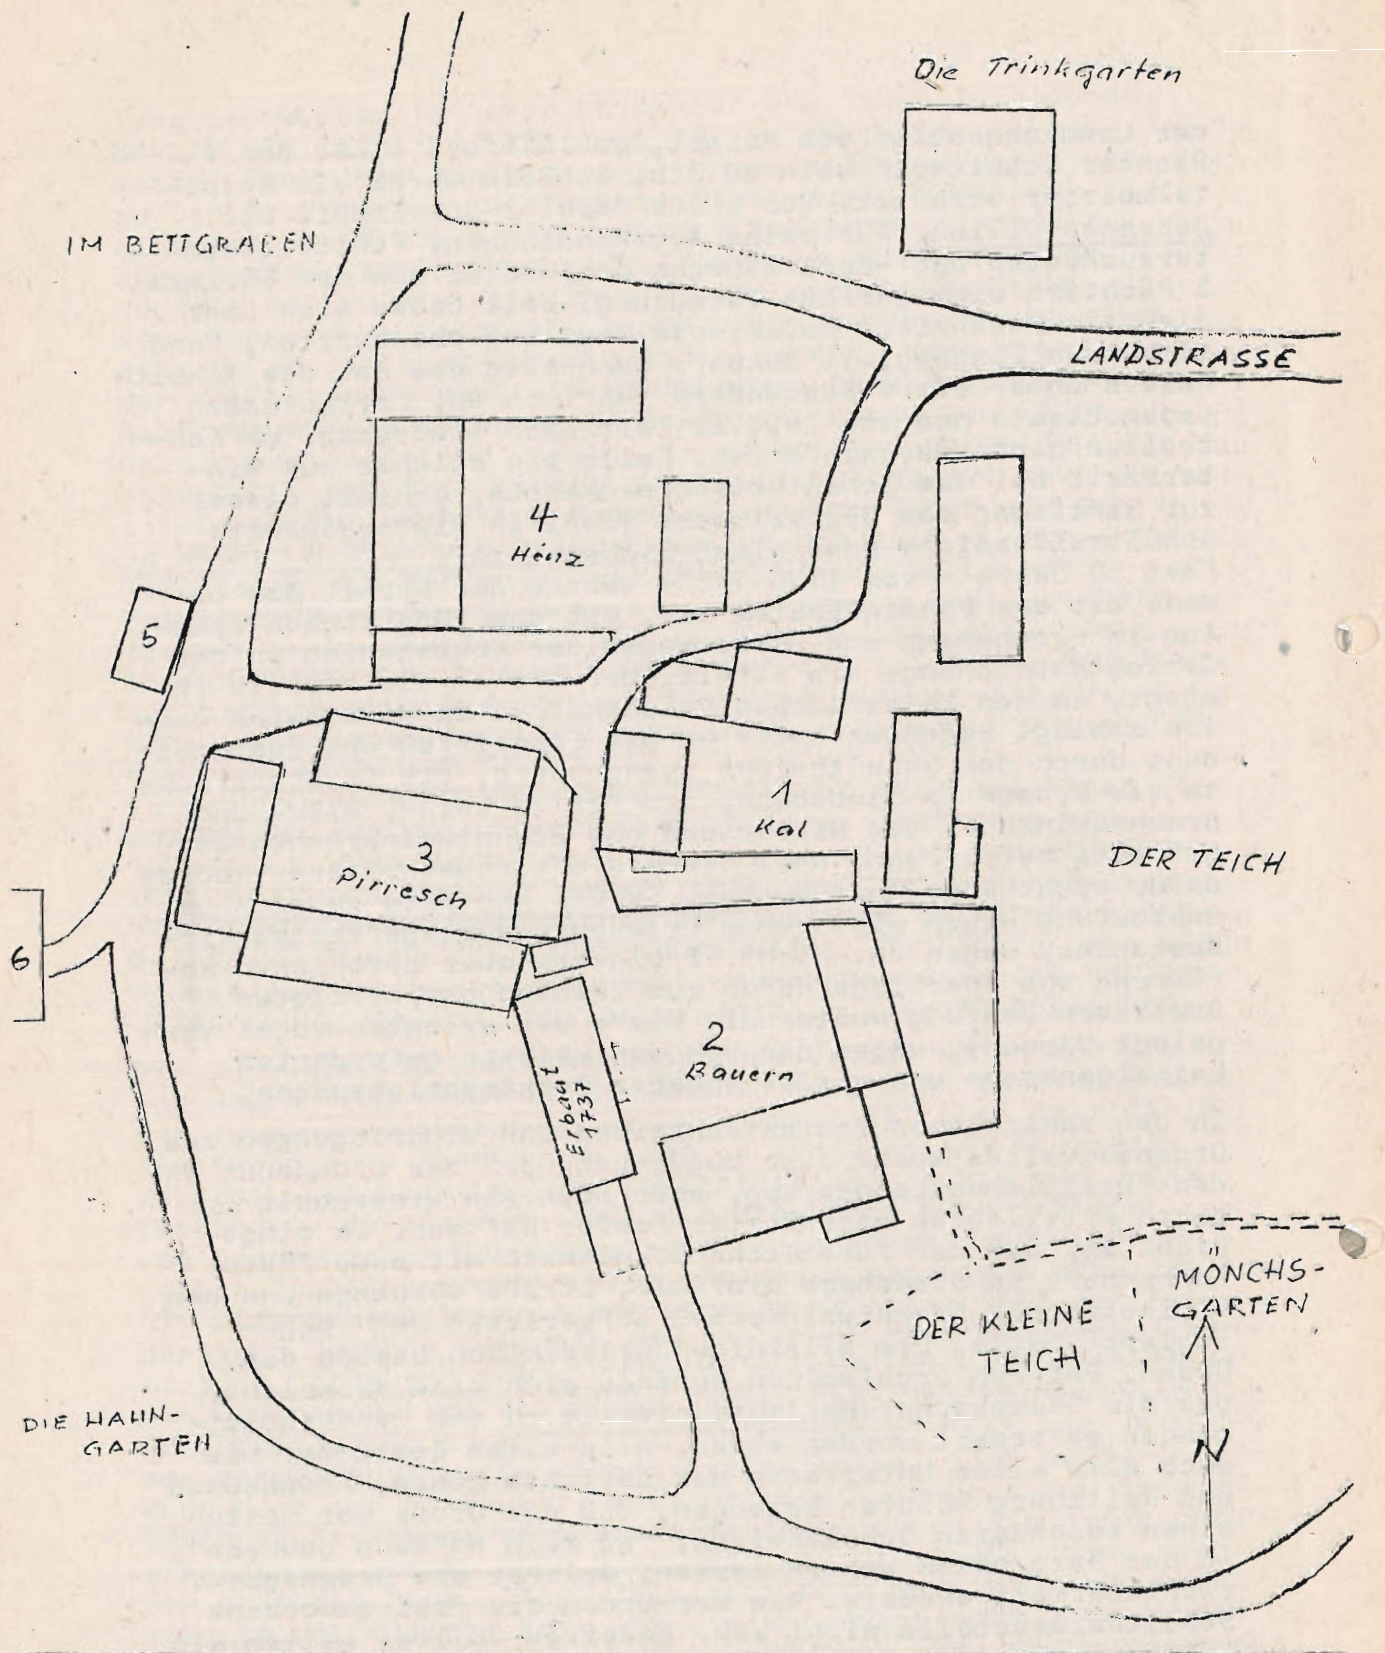 Die Trinkgarten
IM BETTGRABEN
LANDSTRASSE
4
Heinz
5
1
Kal
3
Pirresch
DER TEICH
6
2
Bauern
Erbaut
1737
MÖNCHS-
GARTEN
DER KLEINE
TEICH
DIE HAHN-
GARTEN
N